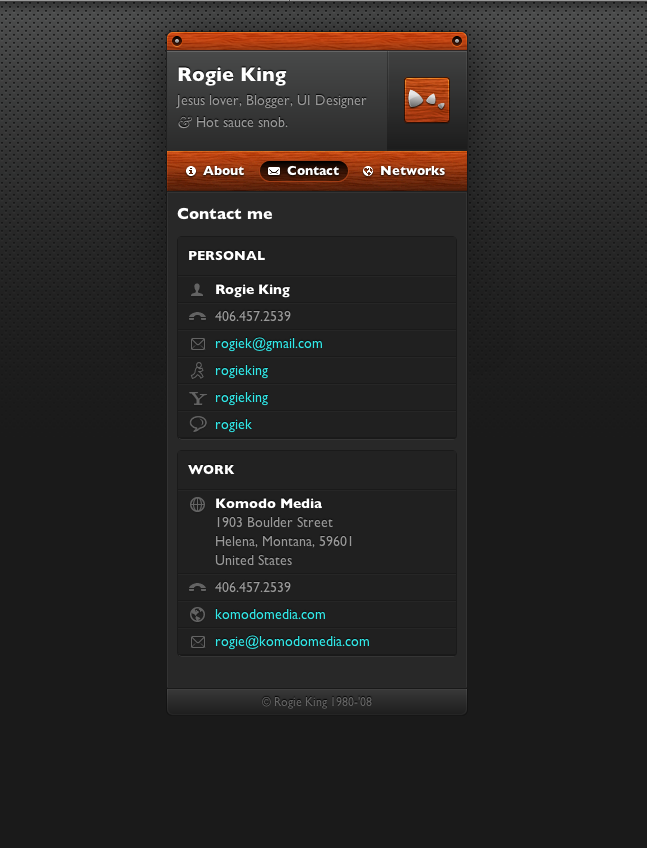 Rogie King
Jesus lover, Blogger, UI Designer
& Hot sauce snob.
About Contact Networks
Contact me
PERSONAL
Rogie King
406.457.2539
rogiek@gmail.com
rogieking
rogieking
rogiek
WORK
Komodo Media
1903 Boulder Street
Helena, Montana, 59601
United States
406.457.2539
komodomedia.com
rogie@komodomedia.com
© Rogie King 1980-'08